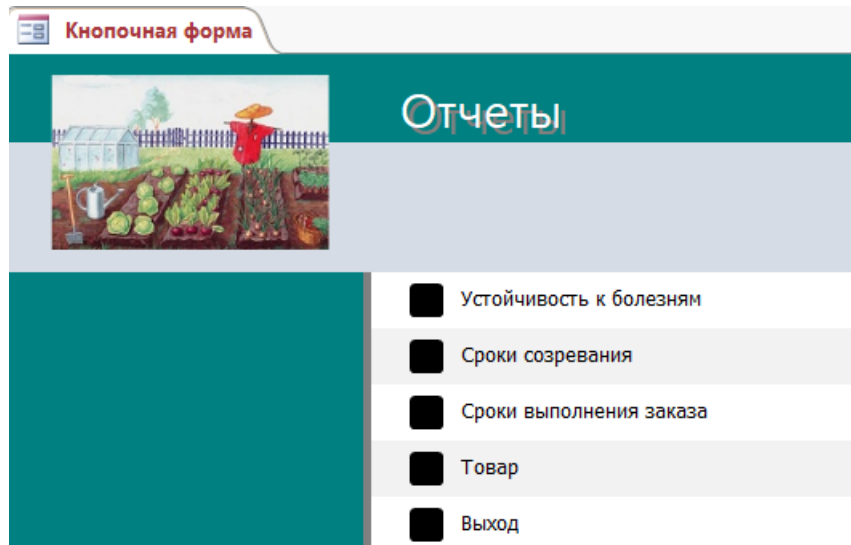 Кнопочная форма
Отчеты
Устойчивость к болезням
Сроки созревания
Сроки выполнения заказа
Товар
Выход